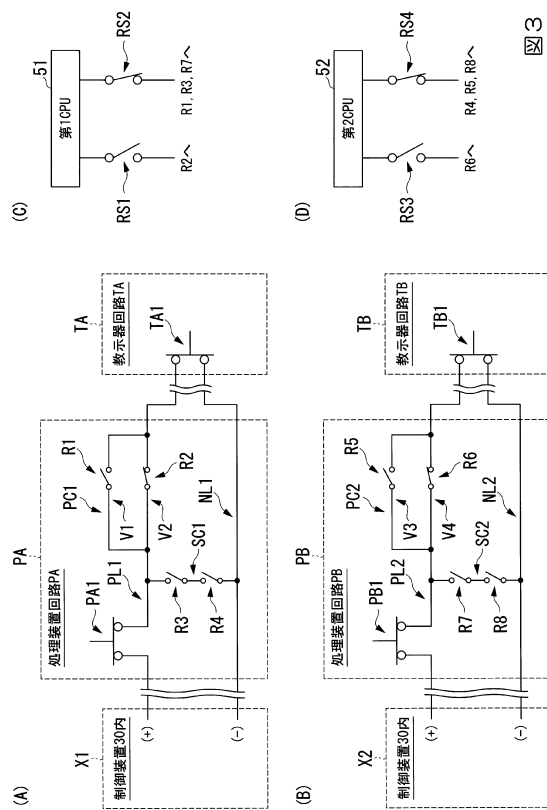 (A)
X1
制御装置30内
(+)
(-)
PA
処理装置回路PA
PA1
PL1
PC1
R1
V1
V2
R2
R3
SC1
R4
NL1
TA
教示器回路TA
TA1
(B)
X2
制御装置30内
(+)
(-)
PB
処理装置回路PB
PB1
PL2
PC2
R5
V3
V4
R6
R7
SC2
R8
NL2
TB
教示器回路TB
TB1
(C)
第1CPU
51
RS1
RS2
R2へ
R1, R3, R7へ
(D)
第2CPU
52
RS3
RS4
R6へ
R4, R5, R8へ
図3